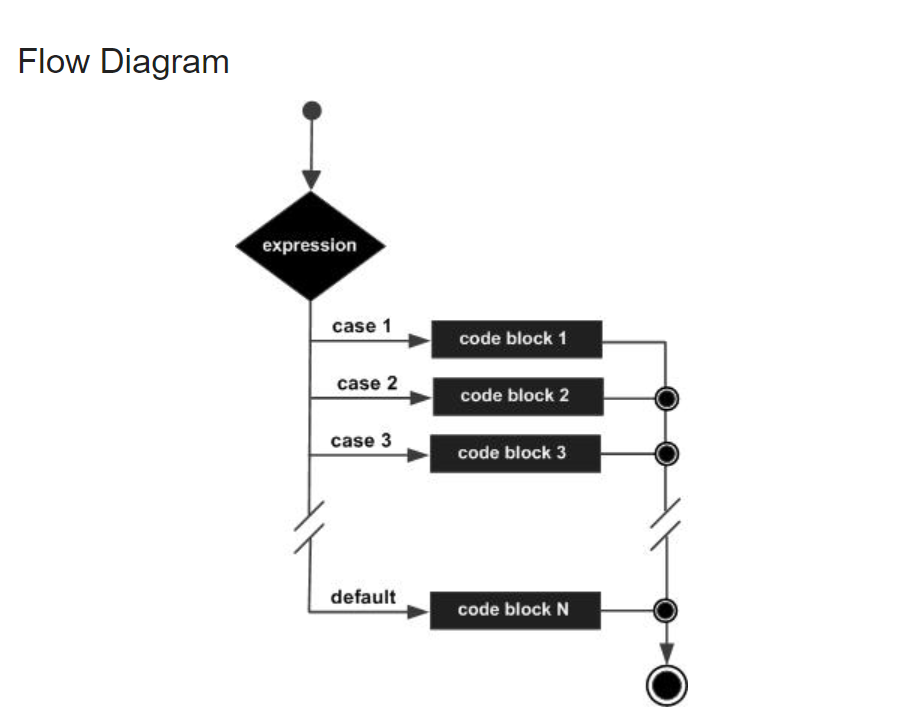 Flow Diagram
expression
case 1
code block 1
case 2
code block 2
case 3
code block 3
default
code block N